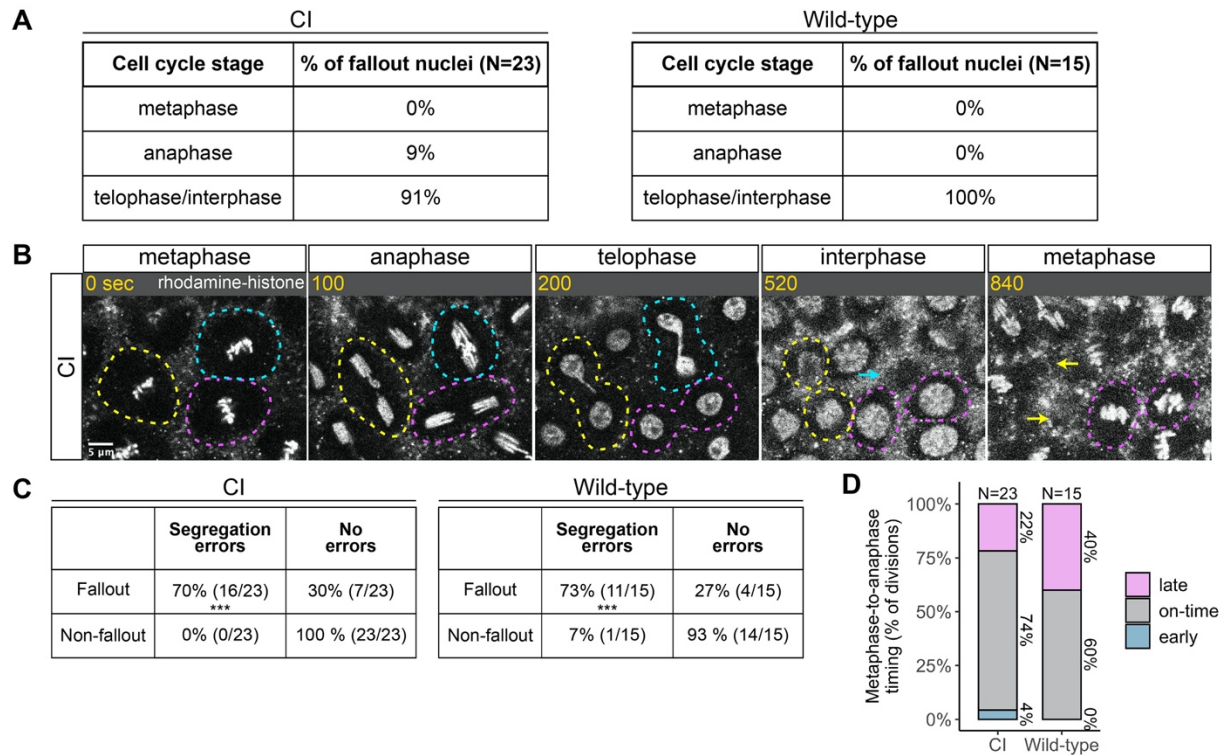 A
CI
Cell cycle stage % of fallout nuclei (N=23)
metaphase 0%
anaphase 9%
telophase/interphase 91%
Wild-type
Cell cycle stage % of fallout nuclei (N=15)
metaphase 0%
anaphase 0%
telophase/interphase 100%
B
metaphase anaphase telophase interphase metaphase
0 sec rhodamine-histone 100 200 520 840
CI
5 µm
C
CI
Segregation errors No errors
Fallout 70% (16/23) 30% (7/23)
***
Non-fallout 0% (0/23) 100 % (23/23)
Wild-type
Segregation errors No errors
Fallout 73% (11/15) 27% (4/15)
***
Non-fallout 7% (1/15) 93 % (14/15)
D
Metaphase-to-anaphase
timing (% of divisions)
N=23 N=15
100%
75%
50%
25%
0%
22%
74%
4%
40%
60%
0%
CI Wild-type
late
on-time
early